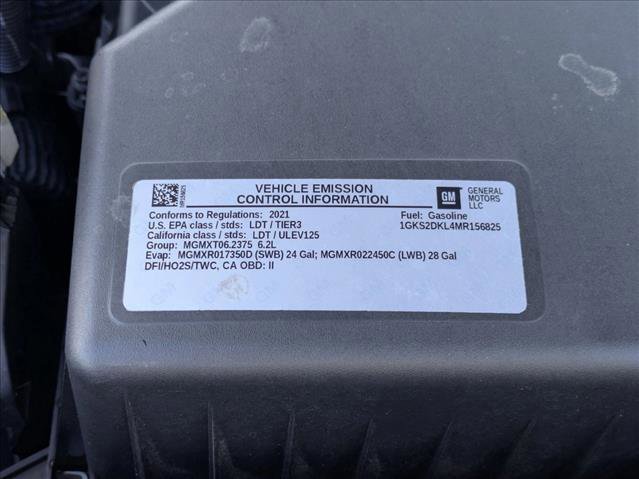 VEHICLE EMISSION
CONTROL INFORMATION
GM
GENERAL
MOTORS
LLC
Conforms to Regulations: 2021
Fuel: Gasoline
U.S. EPA class / stds: LDT / TIER3
1GKS2DKL4MR156825
California class / stds: LDT / ULEV125
Group: MGMXT06.2375 6.2L
Evap: MGMXR017350D (SWB) 24 Gal; MGMXR022450C (LWB) 28 Gal
DFI/HO2S/TWC, CA OBD: II